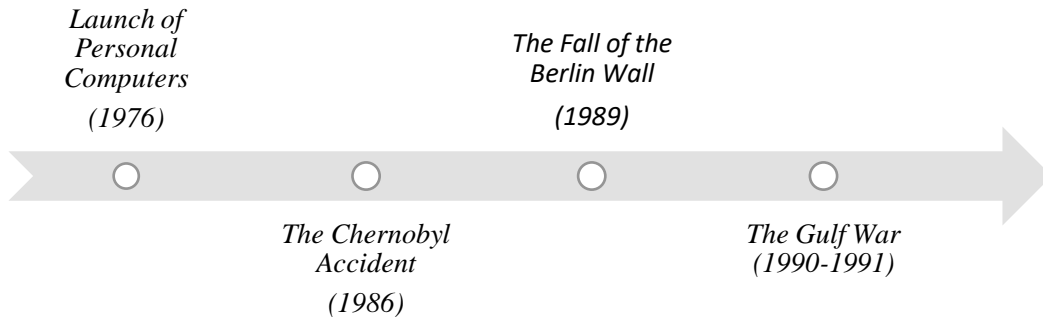 Launch of
Personal
Computers
(1976)
The Chernobyl
Accident
(1986)
The Fall of the
Berlin Wall
(1989)
The Gulf War
(1990-1991)